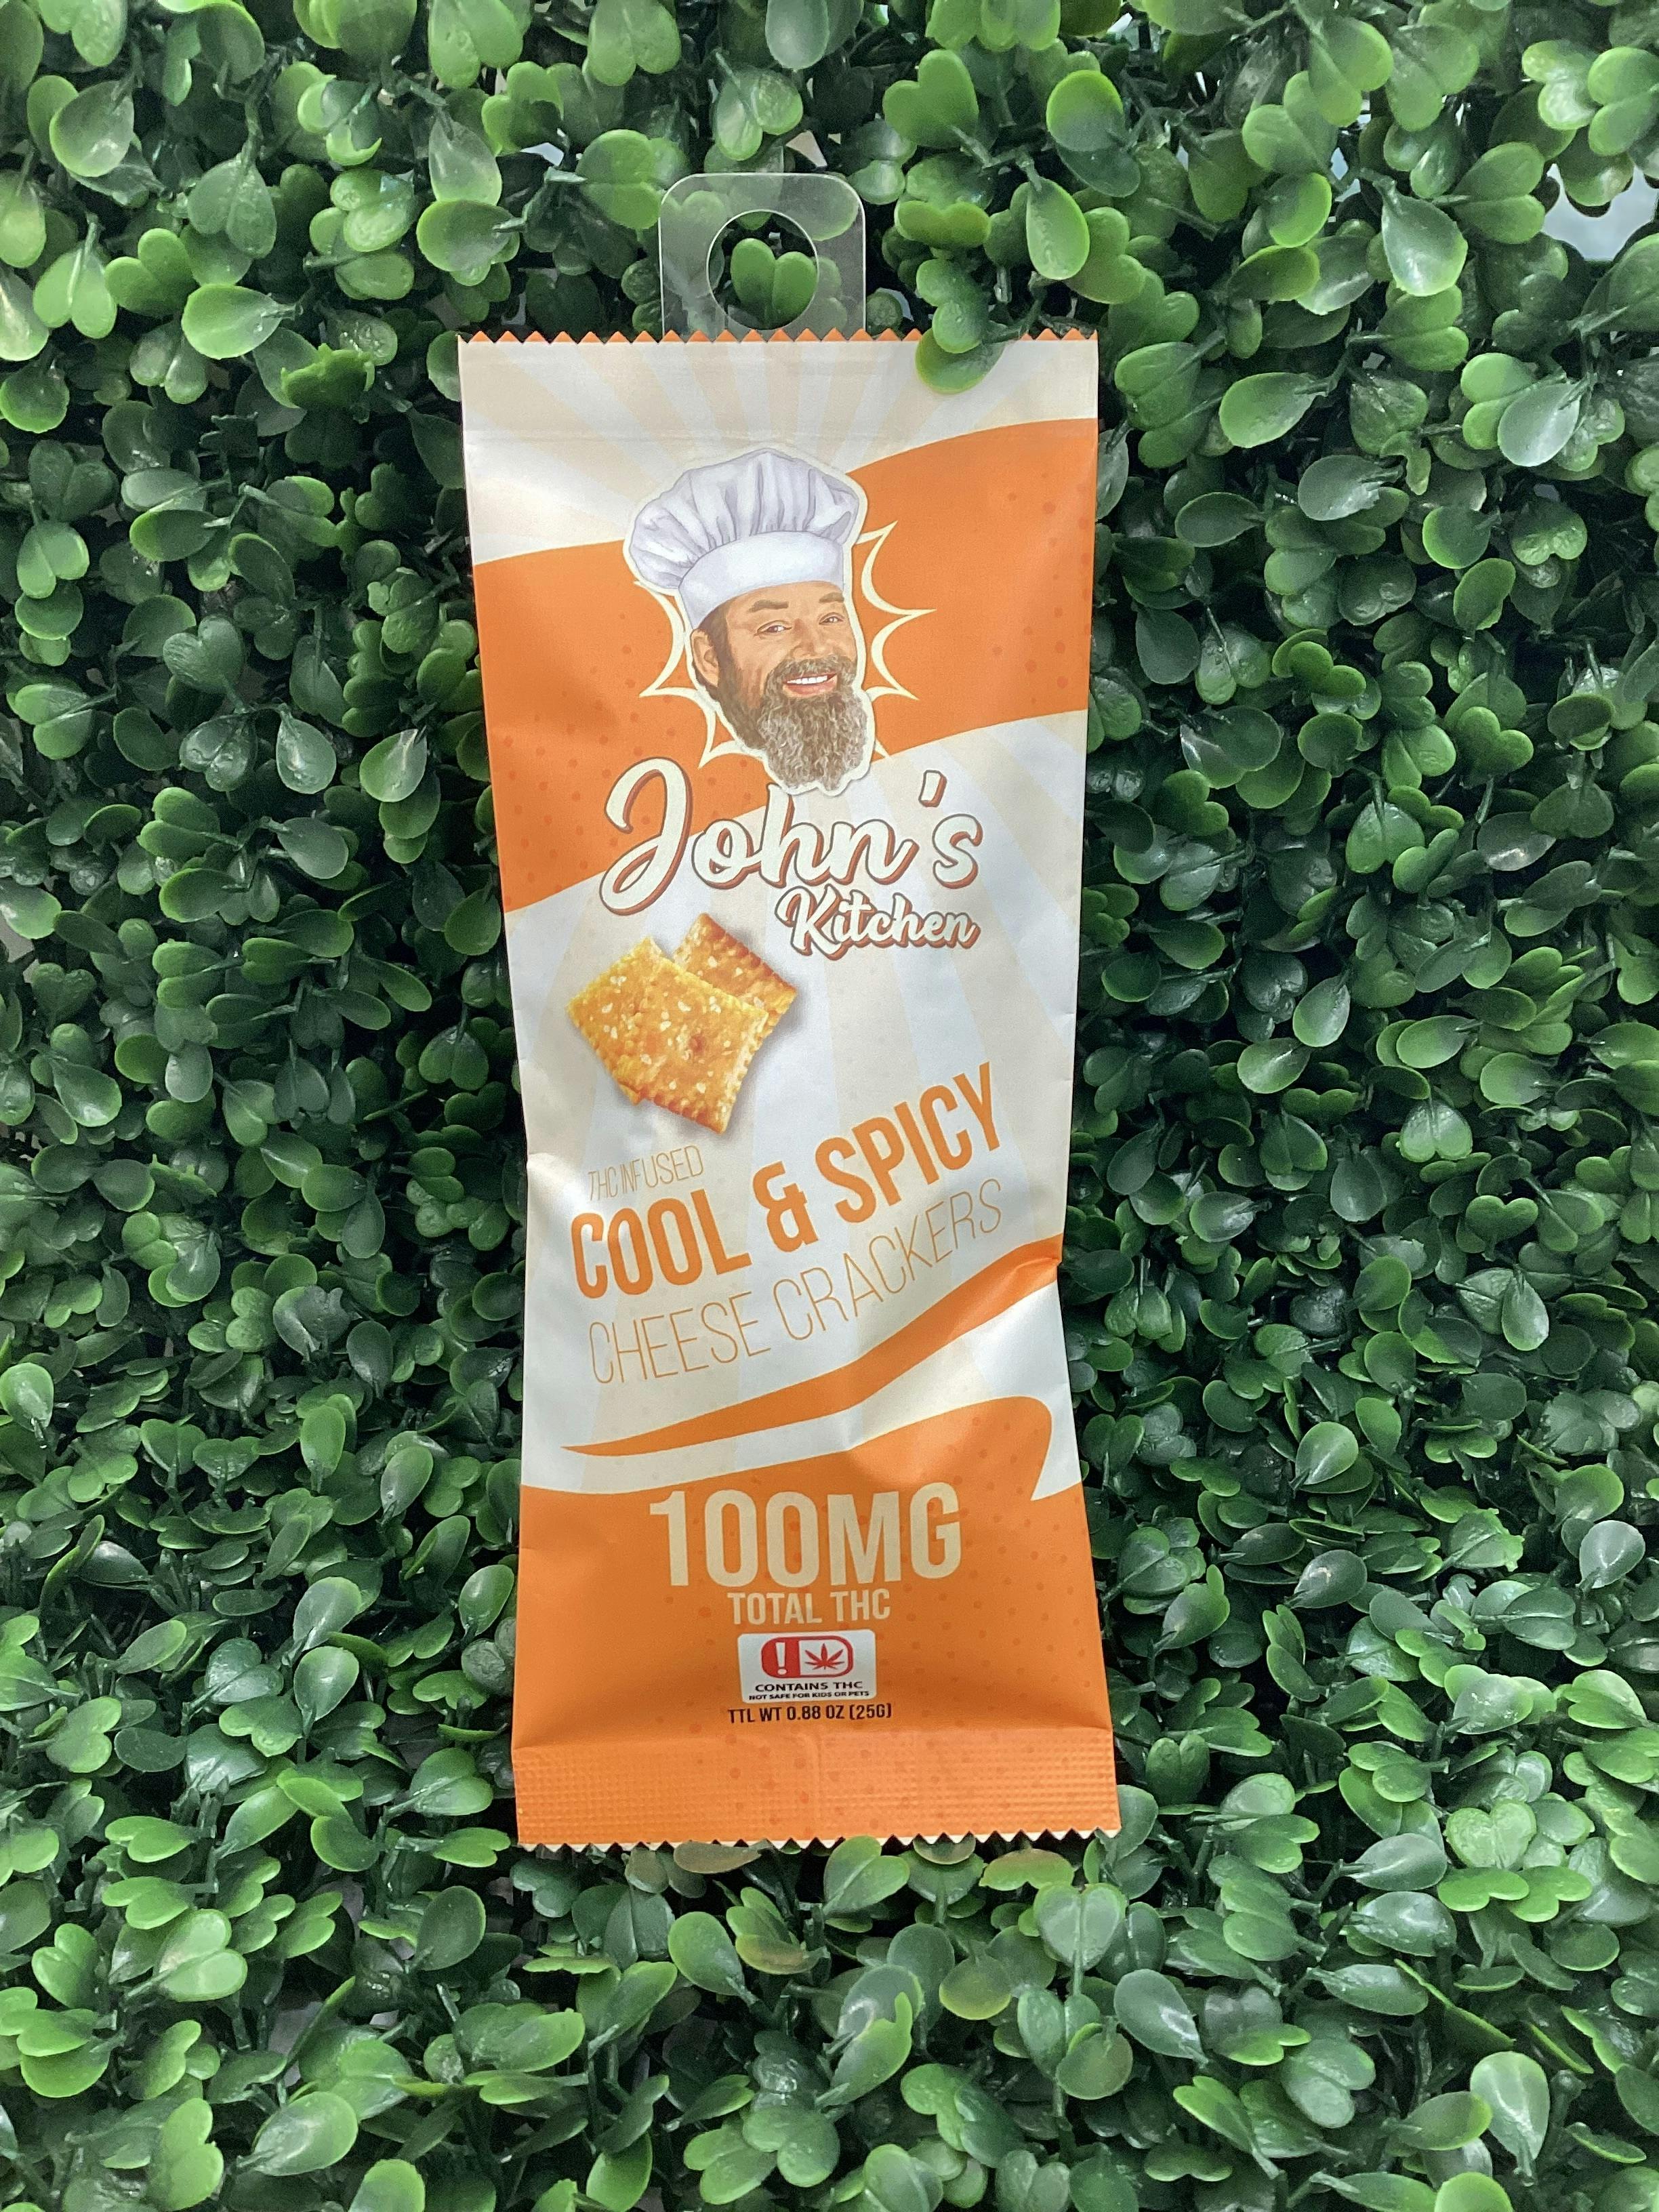 John's
Kitchen
THC INFUSED
COOL & SPICY
CHEESE CRACKERS
100MG
TOTAL THC
!
CONTAINS THC
NOT SAFE FOR KIDS OR PETS
TTL WT 0.88 OZ (25G)